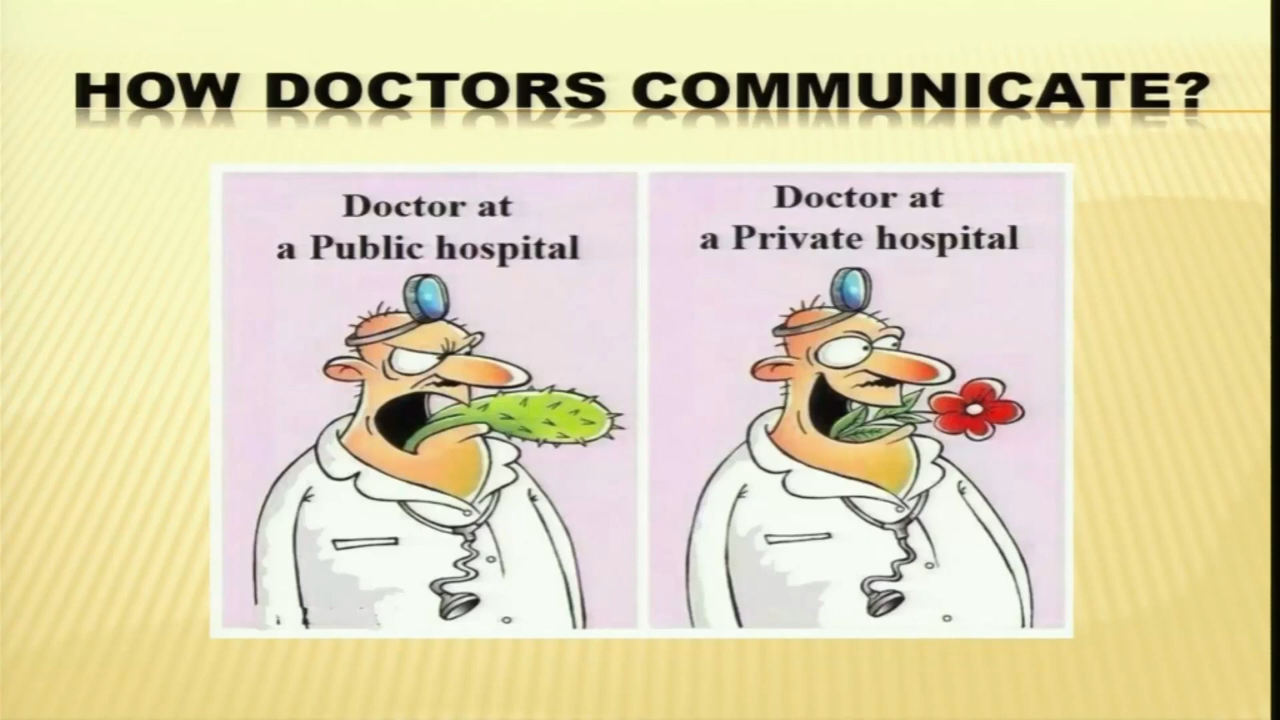 HOW DOCTORS COMMUNICATE?
Doctor at
a Public hospital
Doctor at
a Private hospital